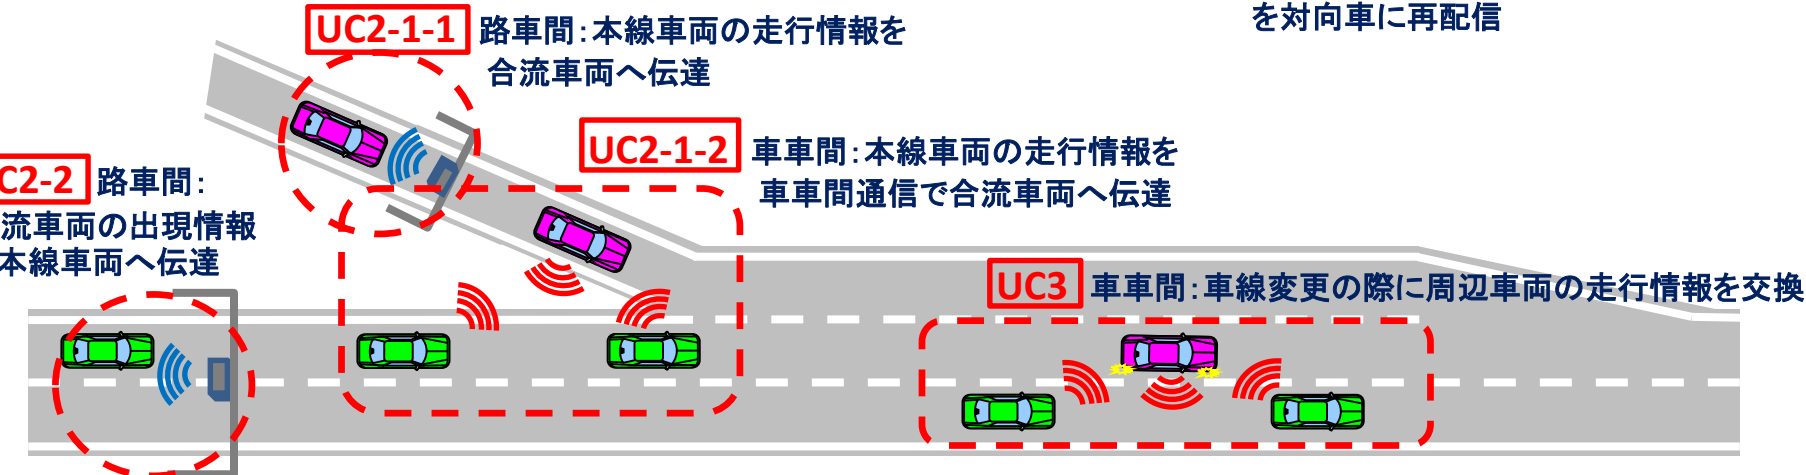 を対向車に再配信
UC2-1-1 路車間：本線車両の走行情報を
合流車両へ伝達
UC2-1-2 車車間：本線車両の走行情報を
車車間通信で合流車両へ伝達
C2-2 路車間：
流車両の出現情報
本線車両へ伝達
UC3 車車間：車線変更の際に周辺車両の走行情報を交換